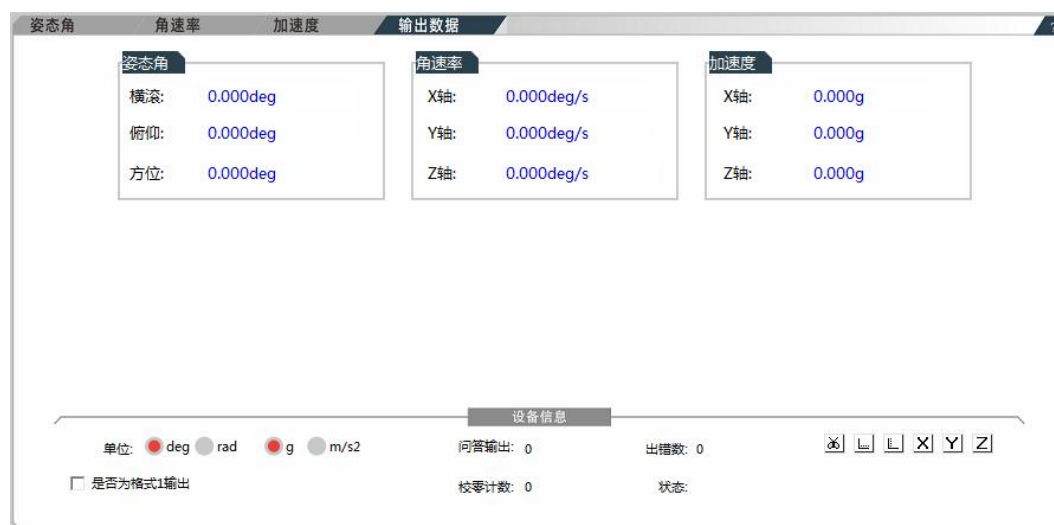 姿态角 角速率 加速度 输出数据 ?
姿态角 角速率 加速度
横滚: 0.000deg X轴: 0.000deg/s X轴: 0.000g
俯仰: 0.000deg Y轴: 0.000deg/s Y轴: 0.000g
方位: 0.000deg Z轴: 0.000deg/s Z轴: 0.000g
设备信息
单位: deg rad g m/s2 问答输出: 0 出错数: 0 X Y Z
是否为格式1输出 校零计数: 0 状态: